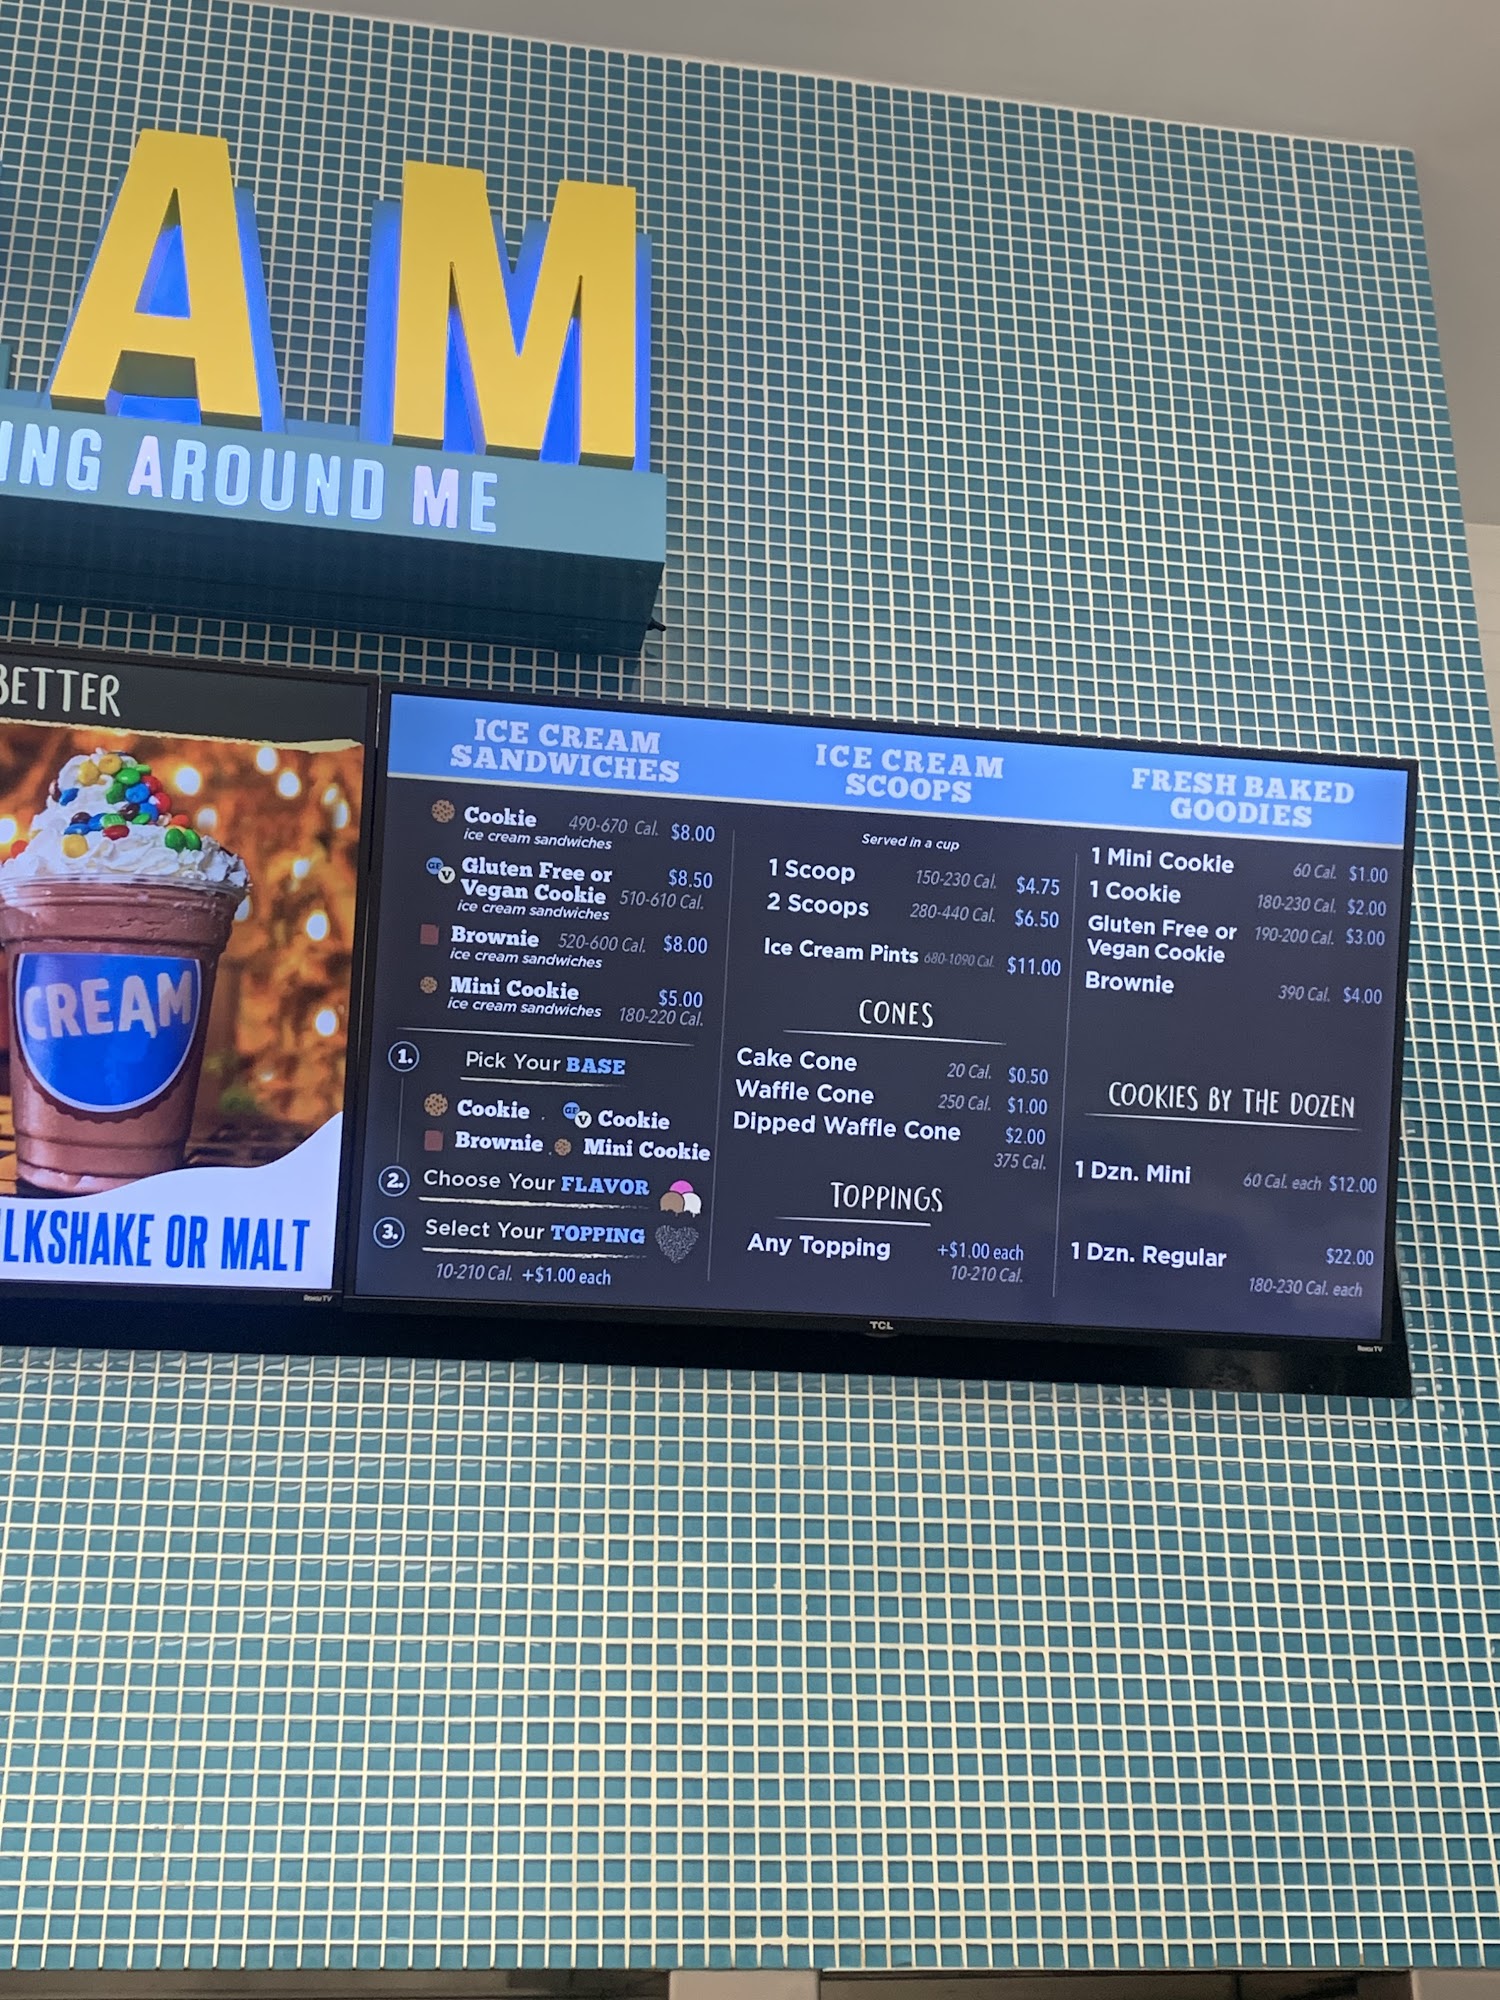 AM
ING AROUND ME
BETTER
CREAM
LKSHAKE OR MALT
Roku TV
ICE CREAM
SANDWICHES
Cookie 490-670 Cal. $8.00
ice cream sandwiches
GF V Gluten Free or $8.50
Vegan Cookie 510-610 Cal.
ice cream sandwiches
Brownie 520-600 Cal. $8.00
ice cream sandwiches
Mini Cookie $5.00
ice cream sandwiches 180-220 Cal.
1. Pick Your BASE
Cookie . GF V Cookie
Brownie . Mini Cookie
2. Choose Your FLAVOR
3. Select Your TOPPING
10-210 Cal. +$1.00 each
ICE CREAM
SCOOPS
Served in a cup
1 Scoop 150-230 Cal. $4.75
2 Scoops 280-440 Cal. $6.50
Ice Cream Pints 680-1090 Cal. $11.00
CONES
Cake Cone 20 Cal. $0.50
Waffle Cone 250 Cal. $1.00
Dipped Waffle Cone $2.00
375 Cal.
TOPPINGS
Any Topping +$1.00 each
10-210 Cal.
FRESH BAKED
GOODIES
1 Mini Cookie 60 Cal. $1.00
1 Cookie 180-230 Cal. $2.00
Gluten Free or 190-200 Cal. $3.00
Vegan Cookie
Brownie 390 Cal. $4.00
COOKIES BY THE DOZEN
1 Dzn. Mini 60 Cal. each $12.00
1 Dzn. Regular $22.00
180-230 Cal. each
TCL
Roku TV